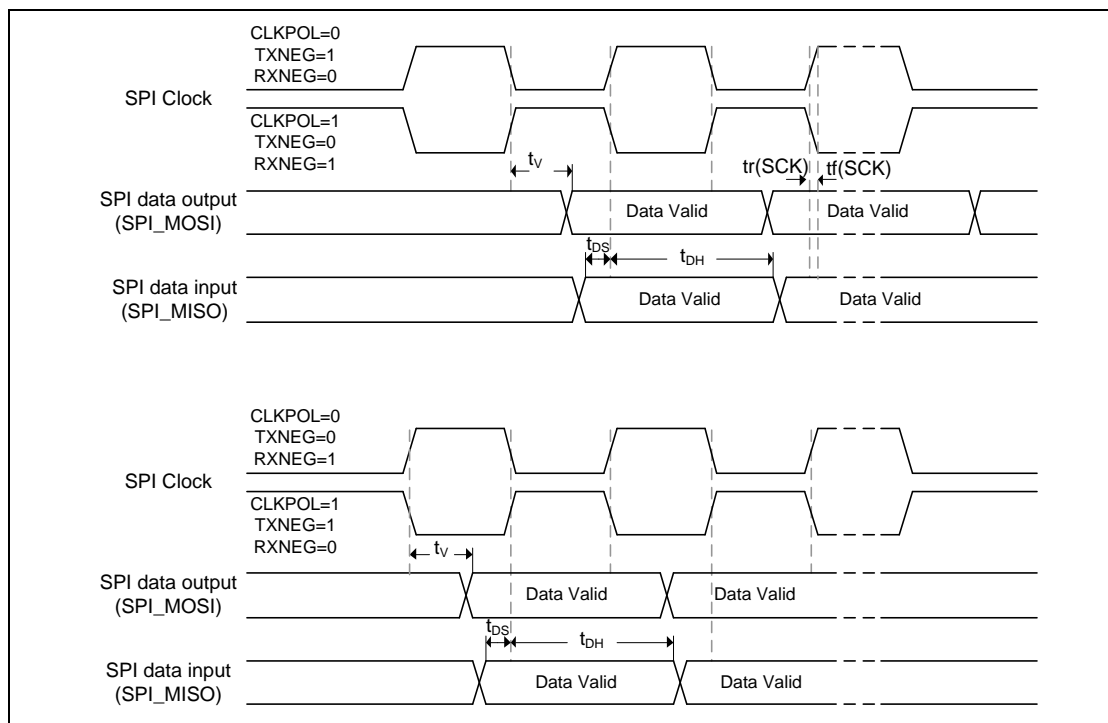 CLKPOL=0
TXNEG=1
RXNEG=0
SPI Clock
CLKPOL=1
TXNEG=0
RXNEG=1
tV
tr(SCK)
tf(SCK)
SPI data output
(SPI_MOSI)
Data Valid
Data Valid
tDS
tDH
SPI data input
(SPI_MISO)
Data Valid
Data Valid
CLKPOL=0
TXNEG=0
RXNEG=1
SPI Clock
CLKPOL=1
TXNEG=1
RXNEG=0
tV
SPI data output
(SPI_MOSI)
Data Valid
Data Valid
tDS
tDH
SPI data input
(SPI_MISO)
Data Valid
Data Valid